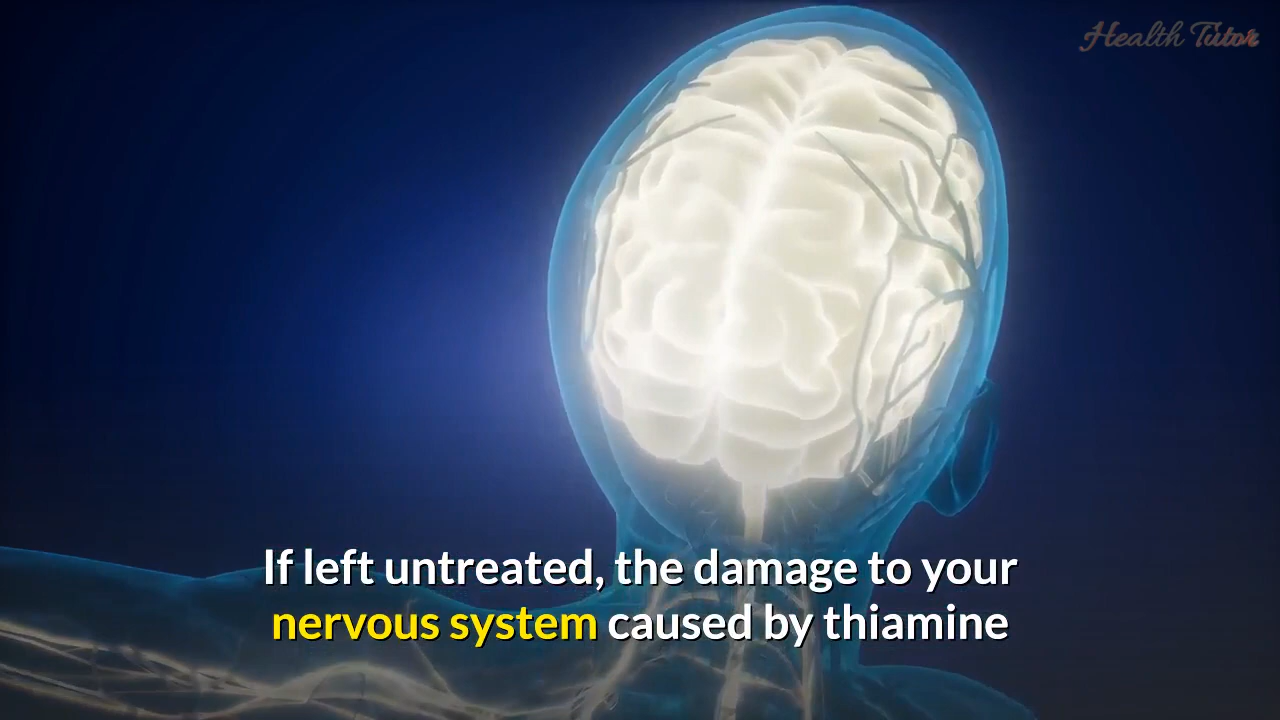 Health Tutor
If left untreated, the damage to your
nervous system caused by thiamine